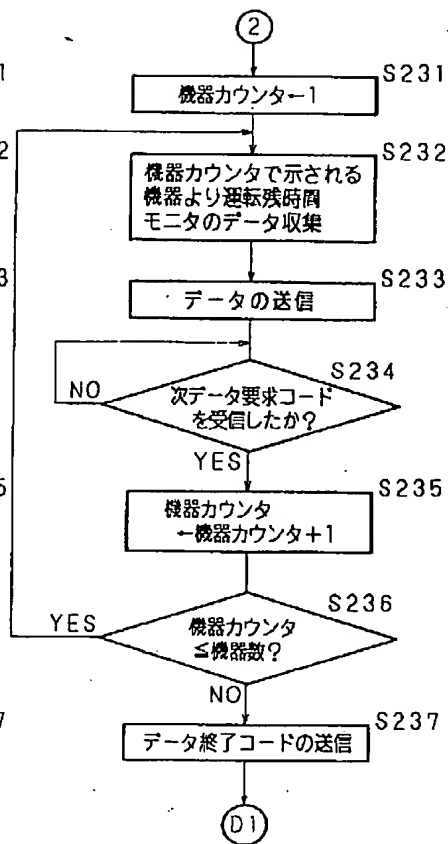 2
1
機器カウンタ←1
S231
2
S232
機器カウンタで示される
機器より運転残時間
モニタのデータ収集
3
S233
データの送信
S234
NO
次データ要求コード
を受信したか?
YES
5
S235
機器カウンタ
←機器カウンタ+1
S236
YES
機器カウンタ
≦機器数?
NO
7
S237
データ終了コードの送信
D1